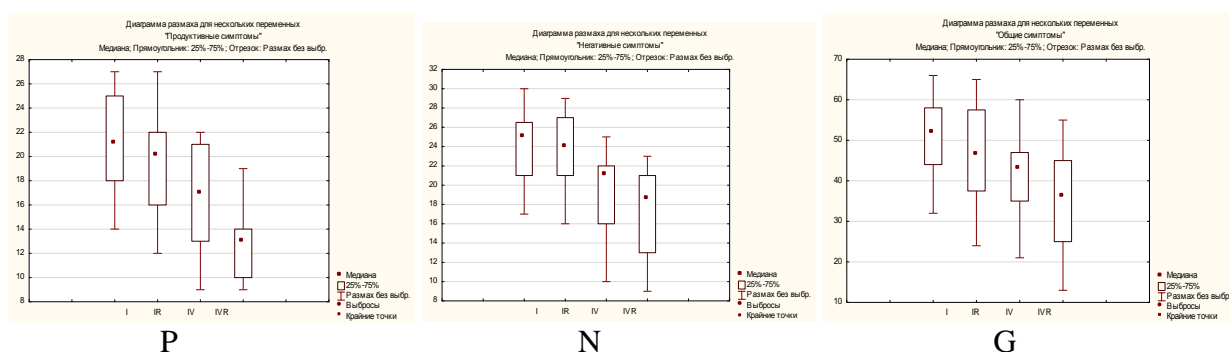 Диаграмма размаха для нескольких переменных
"Продуктивные симптомы"
Медиана; Прямоугольник: 25%-75%; Отрезок: Размах без выбр.
28
26
24
22
20
18
16
14
12
10
8
I IR IV IV R
Медиана
25%-75%
Размах без выбр.
Выбросы
Крайние точки
P
Диаграмма размаха для нескольких переменных
"Негативные симптомы"
Медиана; Прямоугольник: 25%-75%; Отрезок: Размах без выбр.
32
30
28
26
24
22
20
18
16
14
12
10
8
I IR IV IV R
Медиана
25%-75%
Размах без выбр.
Выбросы
Крайние точки
N
Диаграмма размаха для нескольких переменных
"Общие симптомы"
Медиана; Прямоугольник: 25%-75%; Отрезок: Размах без выбр.
70
60
50
40
30
20
10
I IR IV IV R
Медиана
25%-75%
Размах без выбр.
Выбросы
Крайние точки
G